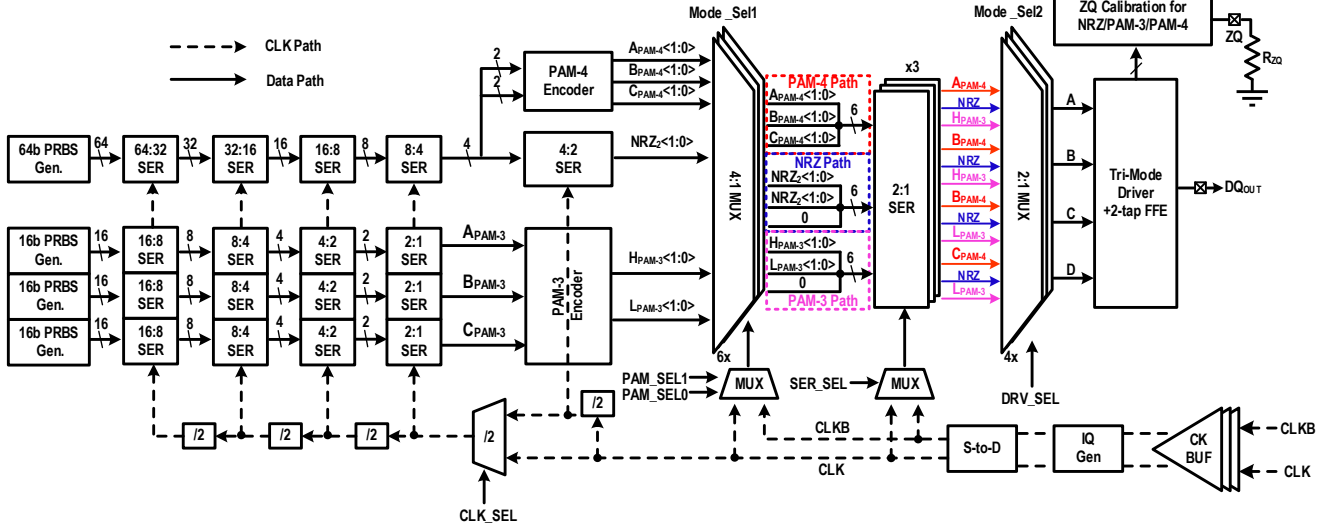 Mode _Sel1
Mode _Sel2
ZQ Calibration for
NRZ/PAM-3/PAM-4
ZQ
RZQ
CLK Path
Data Path
2
2
PAM-4
Encoder
APAM-4<1:0>
BPAM-4<1:0>
CPAM-4<1:0>
64b PRBS
Gen.
64
64:32
SER
32
32:16
SER
16
16:8
SER
8
8:4
SER
4
4:2
SER
NRZ2<1:0>
16b PRBS
Gen.
16
16:8
SER
8
8:4
SER
4
4:2
SER
2
2:1
SER
APAM-3
16b PRBS
Gen.
16
16:8
SER
8
8:4
SER
4
4:2
SER
2
2:1
SER
BPAM-3
16b PRBS
Gen.
16
16:8
SER
8
8:4
SER
4
4:2
SER
2
2:1
SER
CPAM-3
PAM-3
Encoder
HPAM-3<1:0>
LPAM-3<1:0>
4:1 MUX
6x
PAM-4 Path
APAM-4<1:0>
BPAM-4<1:0>
CPAM-4<1:0>
6
NRZ Path
NRZ2<1:0>
NRZ2<1:0>
0
6
HPAM-3<1:0>
LPAM-3<1:0>
0
6
PAM-3 Path
x3
2:1
SER
APAM-4
NRZ
HPAM-3
BPAM-4
NRZ
HPAM-3
BPAM-4
NRZ
LPAM-3
CPAM-4
NRZ
LPAM-3
2:1 MUX
4x
A
B
C
D
Tri-Mode
Driver
+2-tap FFE
DQOUT
PAM_SEL1
PAM_SEL0
MUX
SER_SEL
MUX
DRV_SEL
/2
/2
/2
/2
/2
CLK_SEL
CLKB
CLK
S-to-D
IQ
Gen
CK
BUF
CLKB
CLK